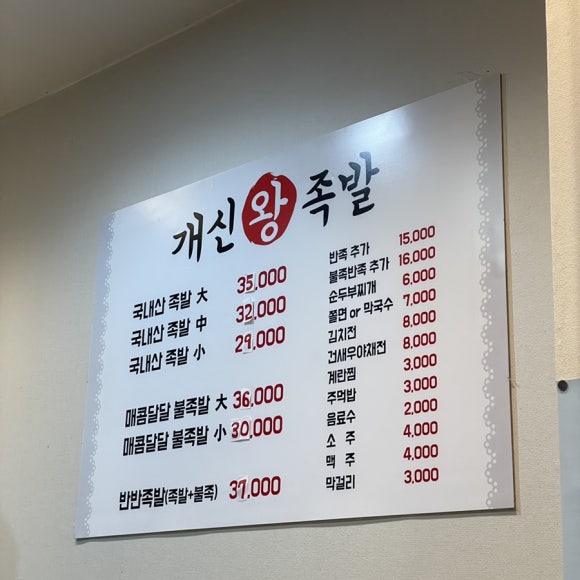 개신 왕 족발
국내산 족발 大 35,000
국내산 족발 中 32,000
국내산 족발 小 29,000
매콤달달 불족발 大 36,000
매콤달달 불족발 小 30,000
반반족발(족발+불족) 37,000
반족 추가 15,000
불족반족 추가 16,000
순두부찌개 6,000
쫄면 or 막국수 7,000
김치전 8,000
건새우야채전 8,000
계란찜 3,000
주먹밥 3,000
음료수 2,000
소 주 4,000
맥 주 4,000
막걸리 3,000